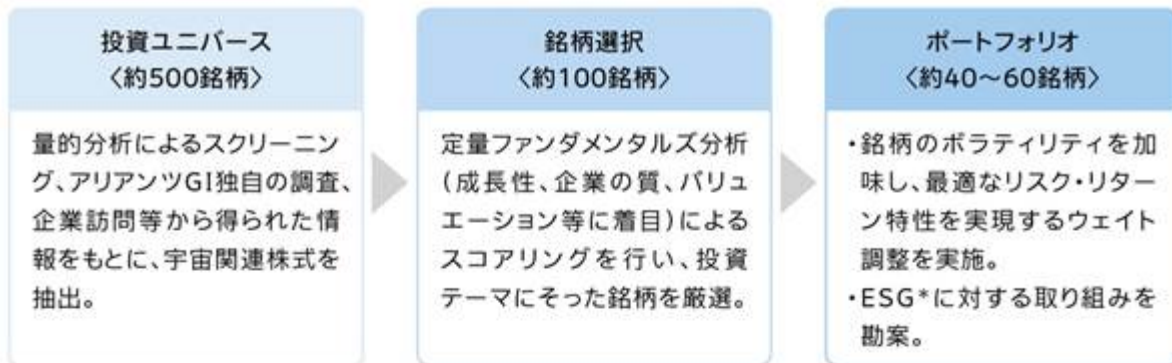 投資ユニバース
〈約500銘柄〉
量的分析によるスクリーニン
グ、アリアンツGI独自の調査、
企業訪問等から得られた情
報をもとに、宇宙関連株式を
抽出。
銘柄選択
〈約100銘柄〉
定量ファンダメンタルズ分析
(成長性、企業の質、バリュ
エーション等に着目)による
スコアリングを行い、投資
テーマにそった銘柄を厳選。
ポートフォリオ
〈約40～60銘柄〉
・銘柄のボラティリティを加
味し、最適なリスク・リター
ン特性を実現するウェイト
調整を実施。
・ESG*に対する取り組みを
勘案。